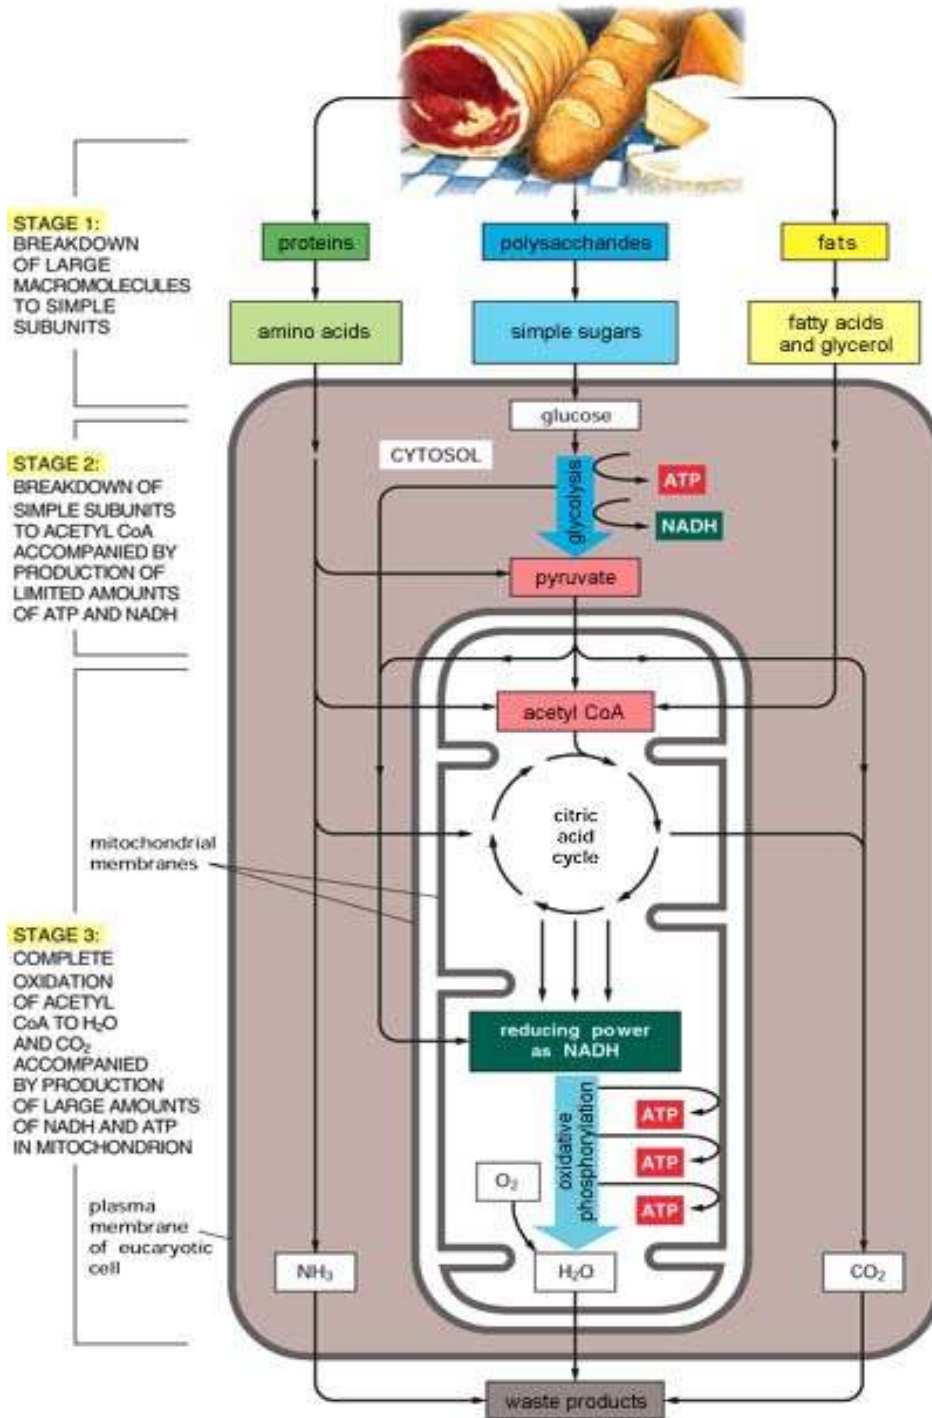 proteins
polysaccharides
fats
STAGE 1:
BREAKDOWN
OF LARGE
MACROMOLECULES
TO SIMPLE
SUBUNITS
amino acids
simple sugars
fatty acids
and glycerol
glucose
CYTOSOL
glycolysis
ATP
NADH
STAGE 2:
BREAKDOWN OF
SIMPLE SUBUNITS
TO ACETYL CoA
ACCOMPANIED BY
PRODUCTION OF
LIMITED AMOUNTS
OF ATP AND NADH
pyruvate
acetyl CoA
citric
acid
cycle
mitochondrial
membranes
STAGE 3:
COMPLETE
OXIDATION
OF ACETYL
CoA TO H₂O
AND CO₂
ACCOMPANIED
BY PRODUCTION
OF LARGE AMOUNTS
OF NADH AND ATP
IN MITOCHONDRION
reducing power
as NADH
oxidative
phosphorylation
ATP
ATP
ATP
O₂
plasma
membrane
of eucaryotic
cell
NH₃
H₂O
CO₂
waste products